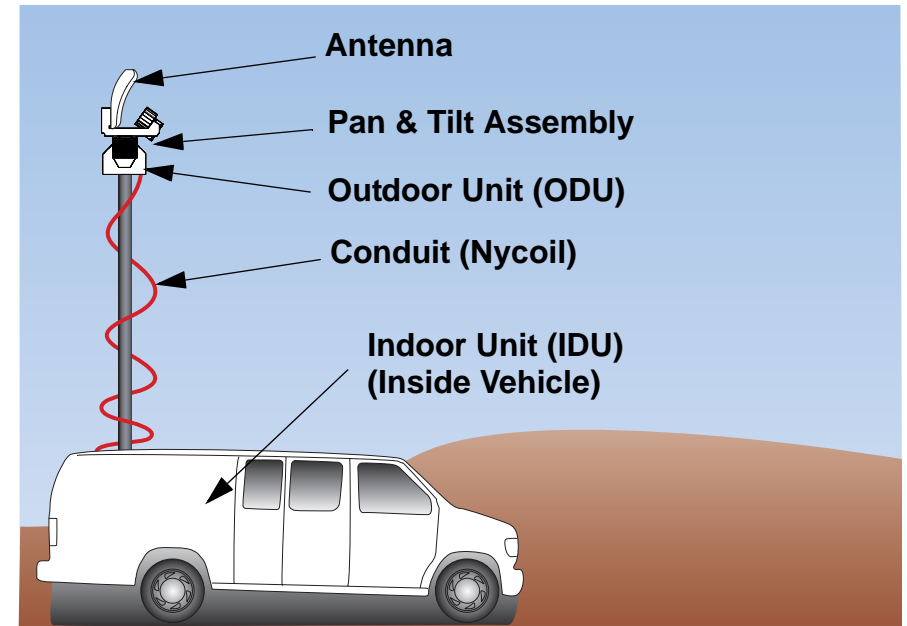 Antenna
Pan & Tilt Assembly
Outdoor Unit (ODU)
Conduit (Nycoil)
Indoor Unit (IDU)
(Inside Vehicle)